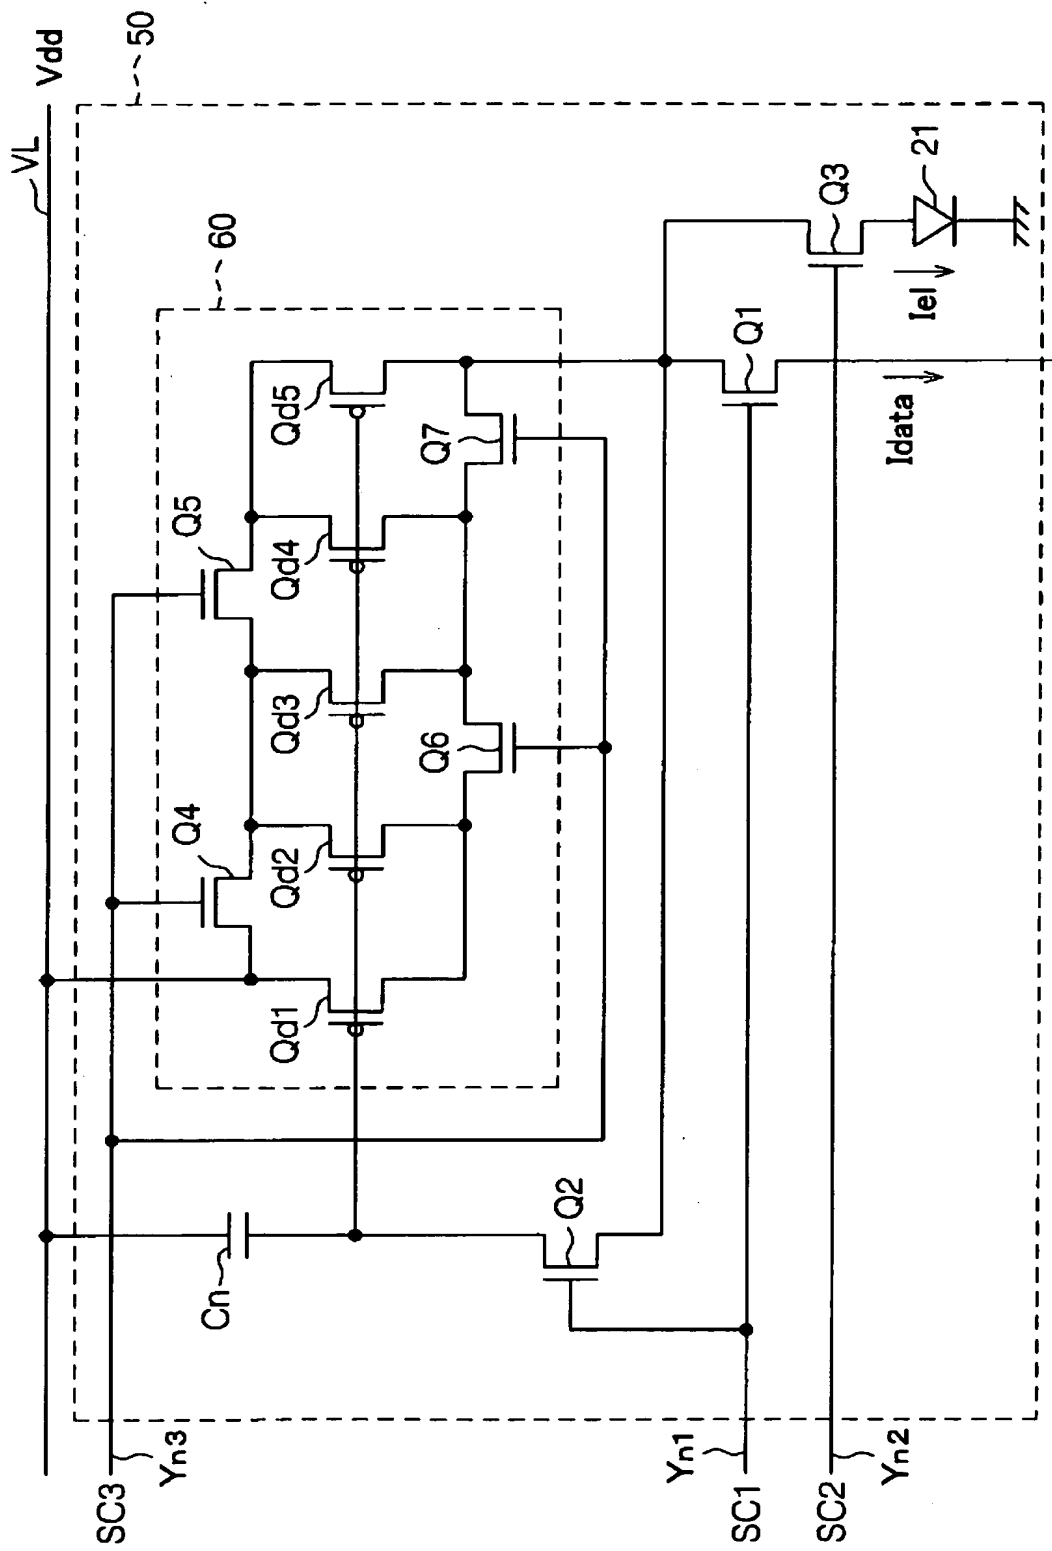 VL
Vdd
50
60
SC3
Yn3
Cn
Q4
Q5
Qd1
Qd2
Qd3
Qd4
Qd5
Q6
Q7
Q2
Q1
Q3
21
Idata
Iel
SC1
Yn1
SC2
Yn2